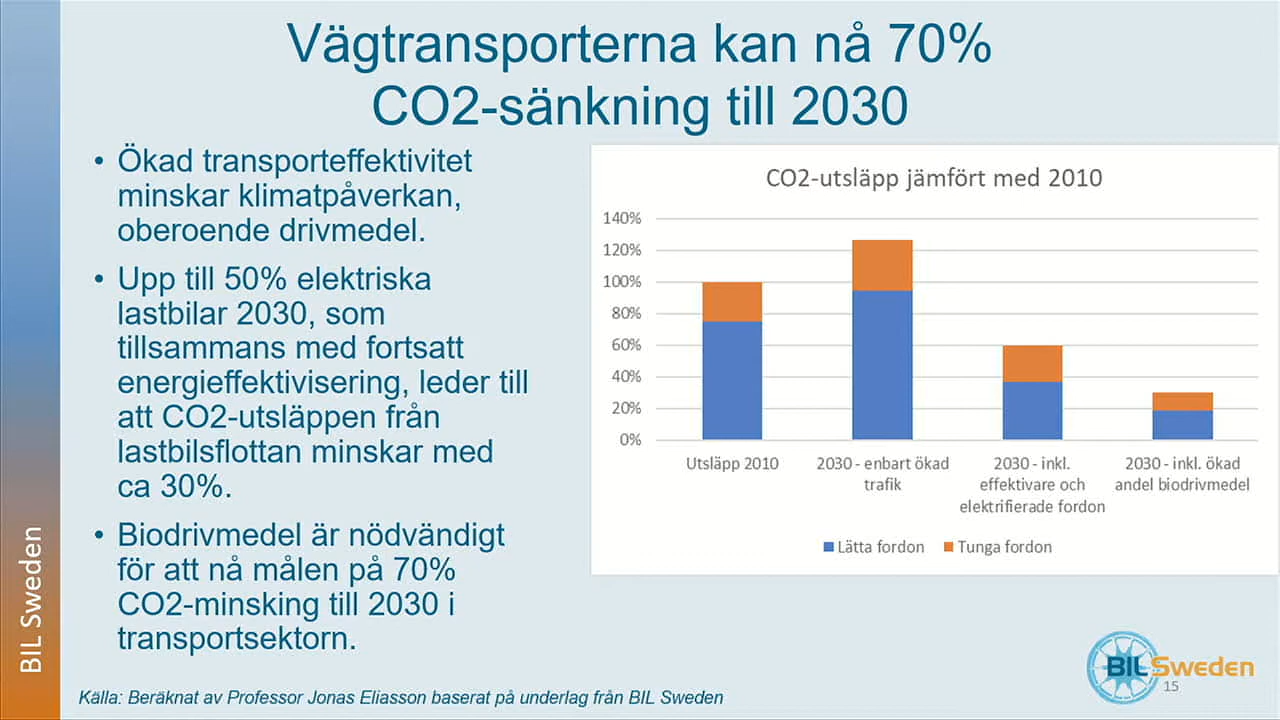 Vägtransporterna kan nå 70%
CO2-sänkning till 2030
• Ökad transporteffektivitet
minskar klimatpåverkan,
oberoende drivmedel.
• Upp till 50% elektriska
lastbilar 2030, som
tillsammans med fortsatt
energieffektivisering, leder till
att CO2-utsläppen från
lastbilsflottan minskar med
ca 30%.
• Biodrivmedel är nödvändigt
för att nå målen på 70%
CO2-minsking till 2030 i
transportsektorn.
CO2-utsläpp jämfört med 2010
140%
120%
100%
80%
60%
40%
20%
0%
Utsläpp 2010
2030 - enbart ökad
trafik
2030 - inkl.
effektivare och
elektrifierade fordon
2030 - inkl. ökad
andel biodrivmedel
Lätta fordon
Tunga fordon
BIL Sweden
BIL Sweden
15
Källa: Beräknat av Professor Jonas Eliasson baserat på underlag från BIL Sweden